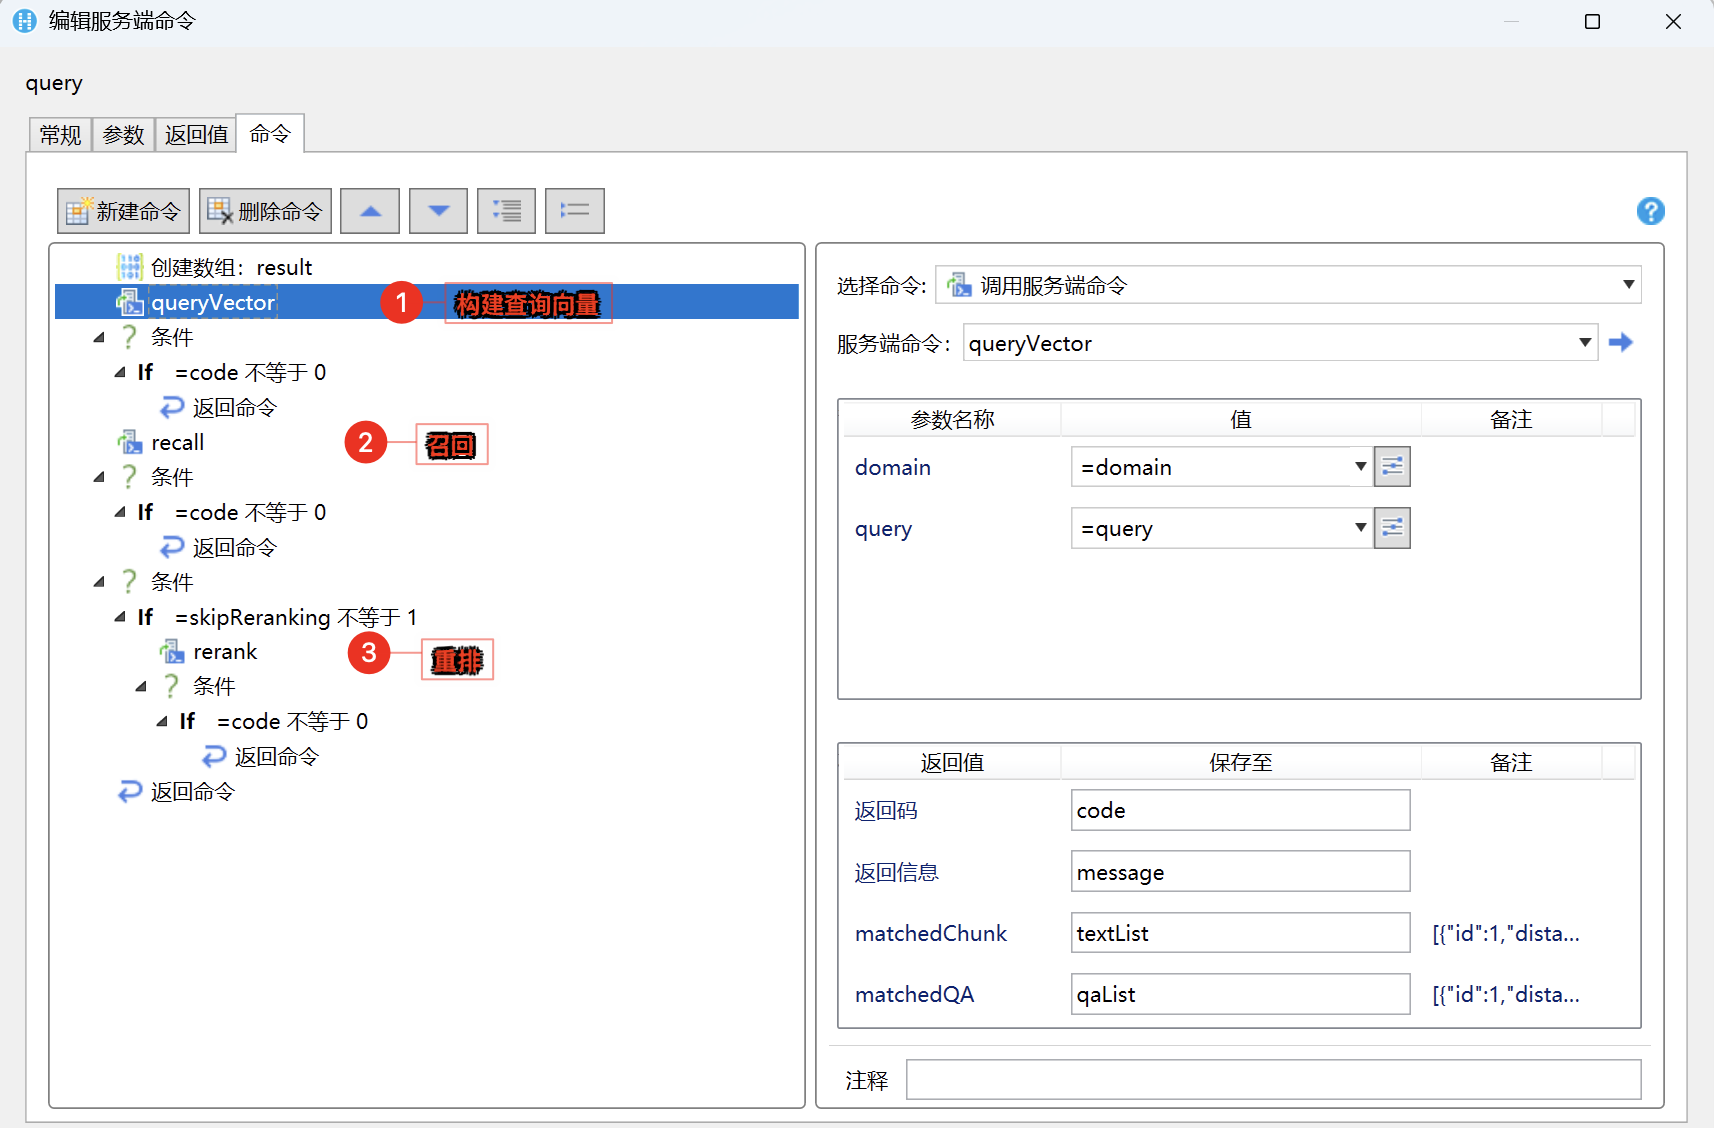 编辑服务端命令
query
常规 参数 返回值 命令
新建命令 删除命令
创建数组：result
queryVector 1 构建查询向量
条件
If =code 不等于 0
返回命令
recall 2 召回
条件
If =code 不等于 0
返回命令
条件
If =skipReranking 不等于 1
rerank 3 重排
条件
If =code 不等于 0
返回命令
返回命令
选择命令: 调用服务端命令
服务端命令: queryVector
参数名称 值 备注
domain =domain
query =query
返回值 保存至 备注
返回码 code
返回信息 message
matchedChunk textList [{"id":1,"dista...
matchedQA qaList [{"id":1,"dista...
注释